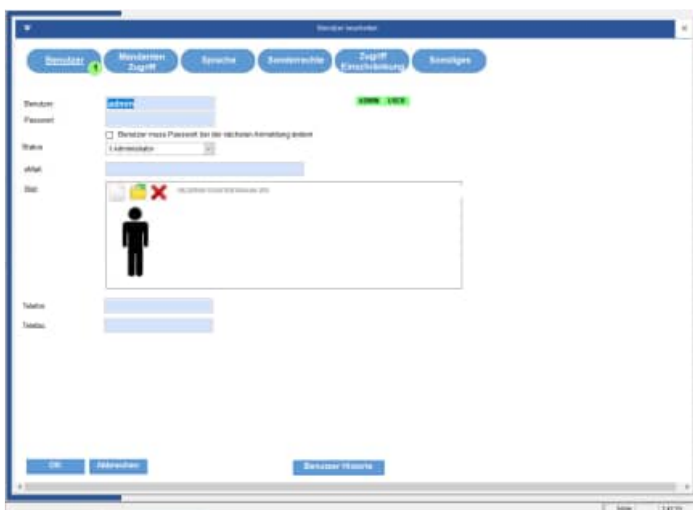 Benutzer bearbeiten
Benutzer
1
Mandanten
Zugriff
Sprache
Sonderrechte
Zugriff
Einschränkung
Sonstiges
Benutzer
admin
ADMIN USER
Passwort
Benutzer muss Passwort bei der nächsten Anmeldung ändern
Status
1 Administrator
eMail
Bild
Telefon
Telefax
OK
Abbrechen
Benutzer Historie